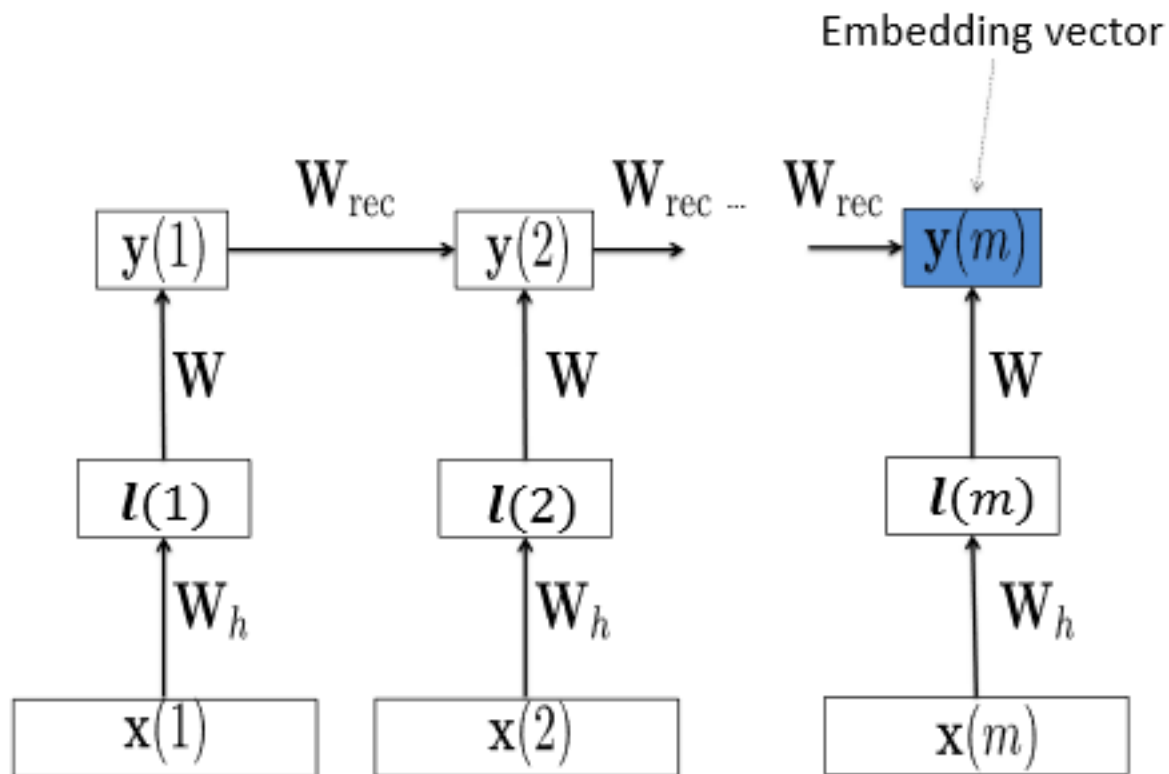 Embedding vector
W_rec W_rec ... W_rec
y(1) y(2) y(m)
W W W
l(1) l(2) l(m)
W_h W_h W_h
x(1) x(2) x(m)